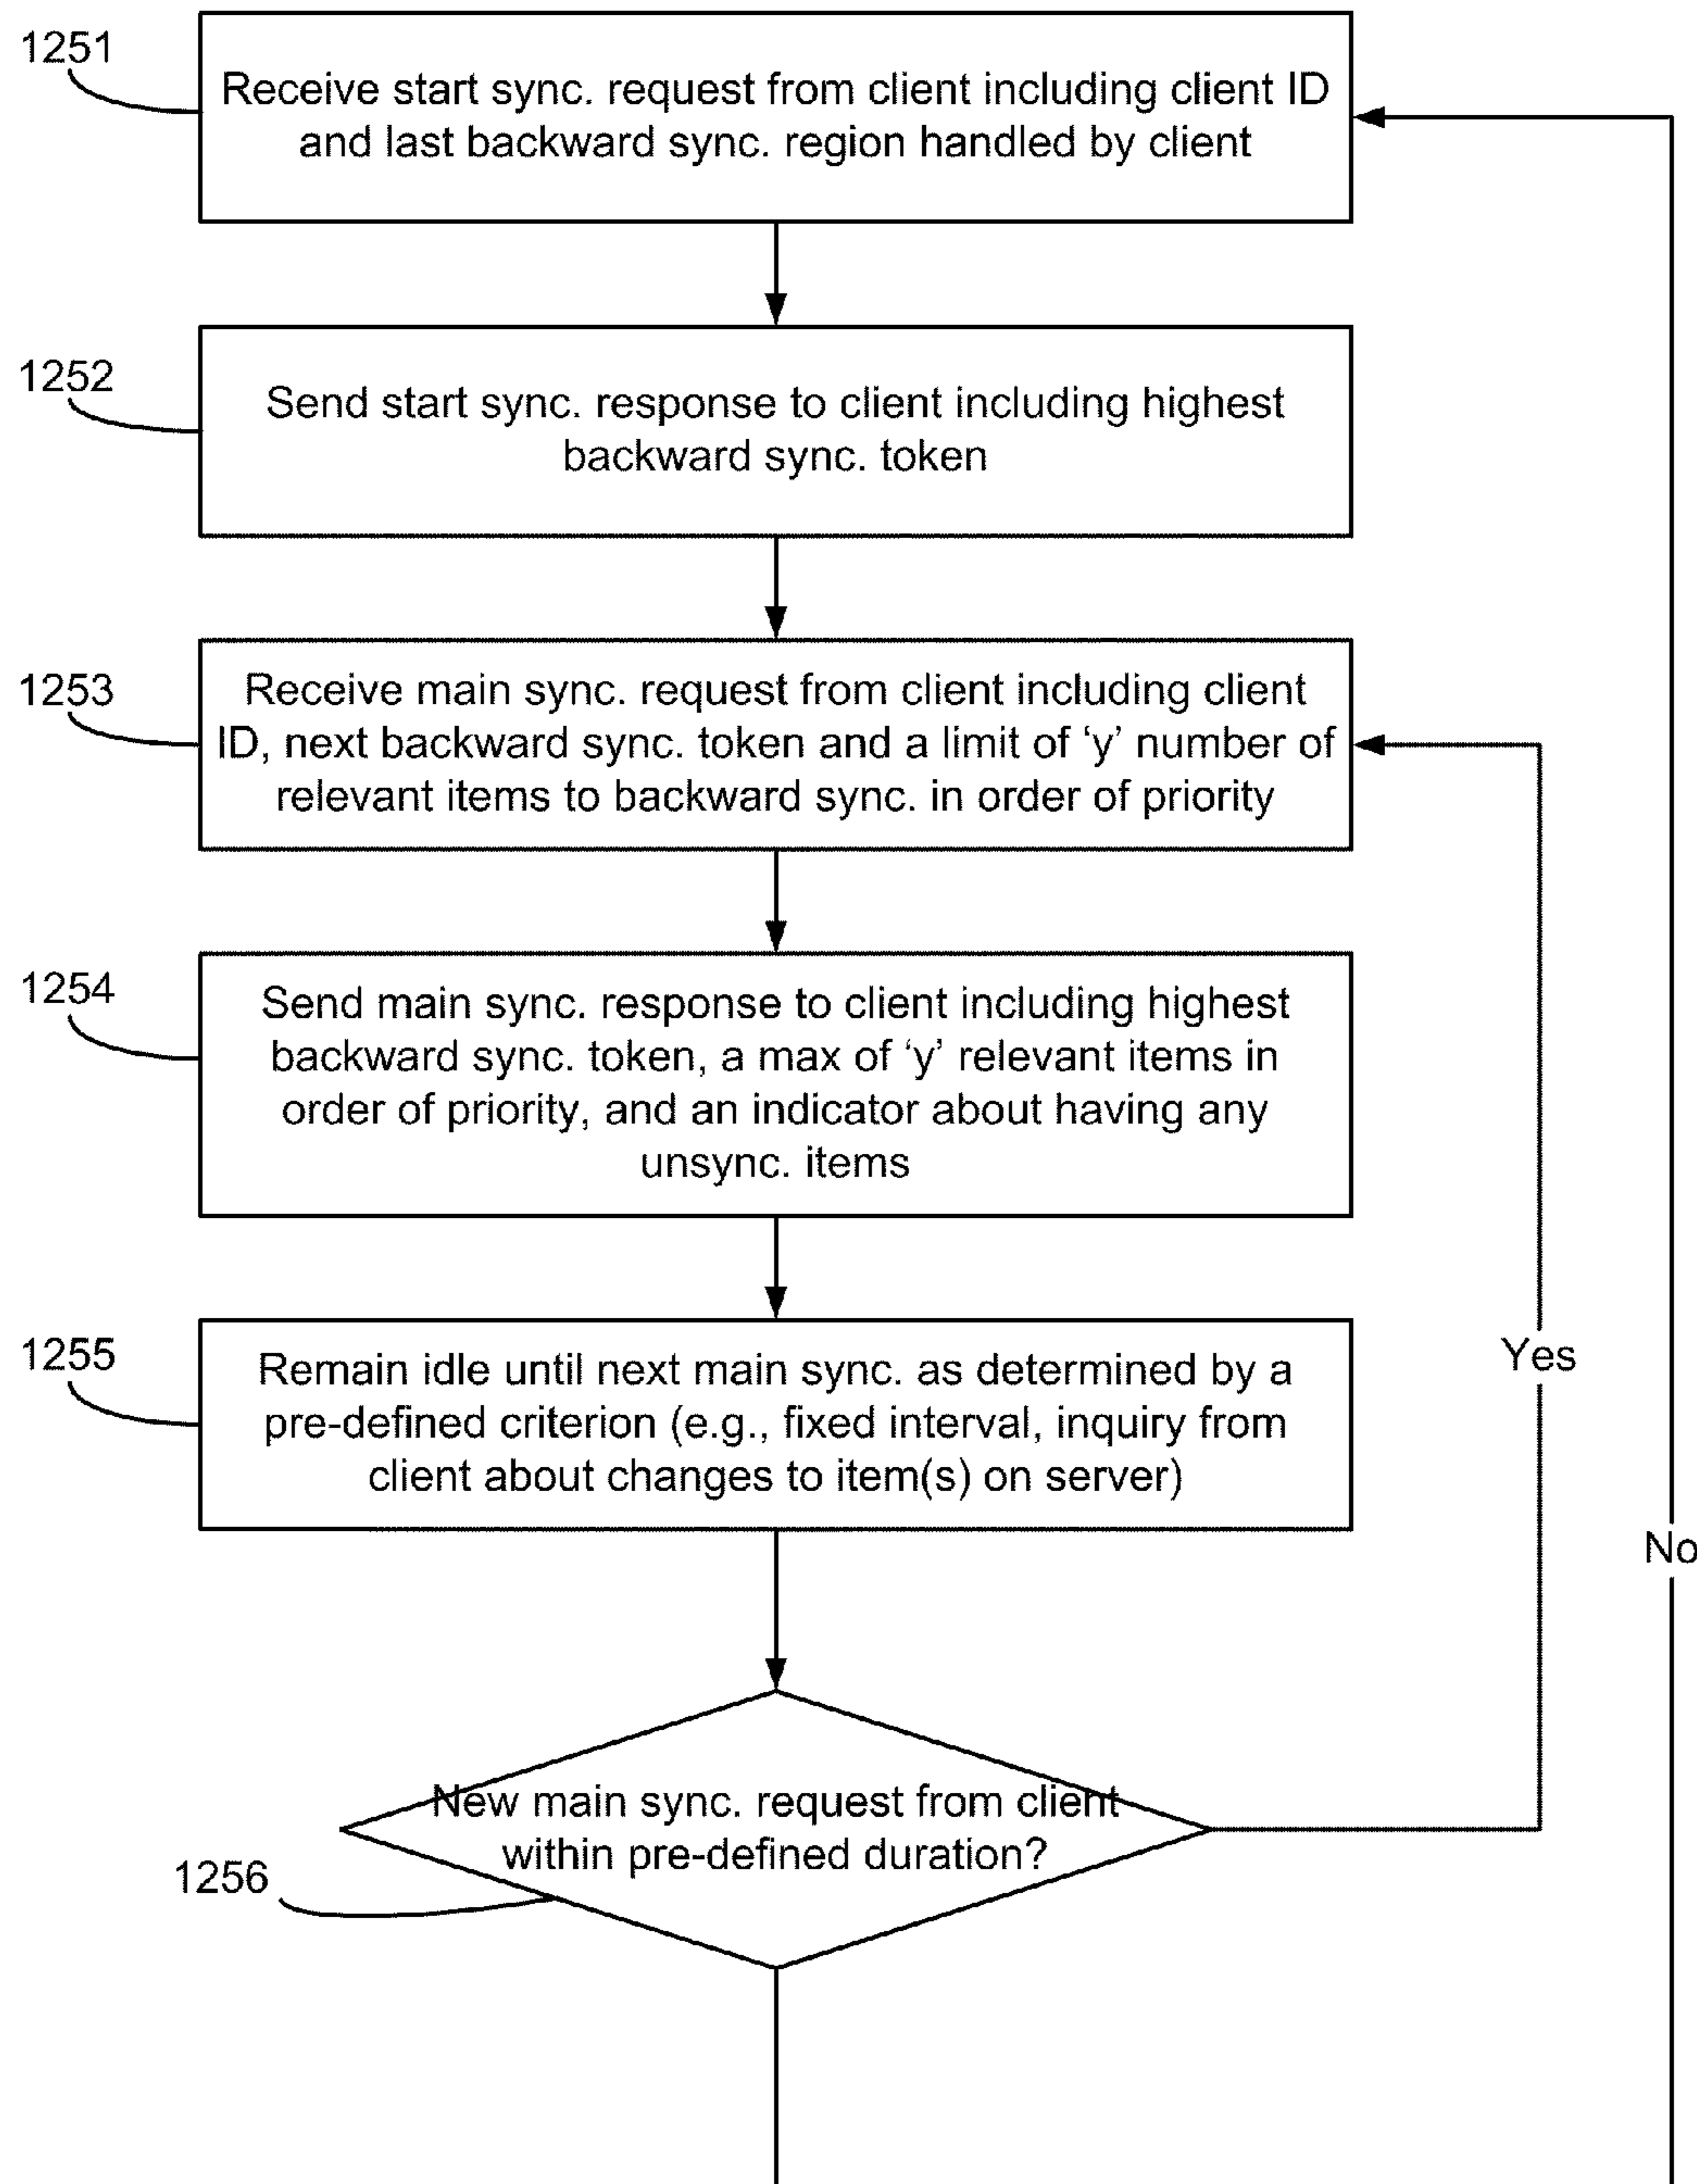 1251
Receive start sync. request from client including client ID
and last backward sync. region handled by client
1252
Send start sync. response to client including highest
backward sync. token
1253
Receive main sync. request from client including client
ID, next backward sync. token and a limit of ‘y’ number of
relevant items to backward sync. in order of priority
1254
Send main sync. response to client including highest
backward sync. token, a max of ‘y’ relevant items in
order of priority, and an indicator about having any
unsync. items
1255
Remain idle until next main sync. as determined by a
pre-defined criterion (e.g., fixed interval, inquiry from
client about changes to item(s) on server)
Yes
No
New main sync. request from client
within pre-defined duration?
1256